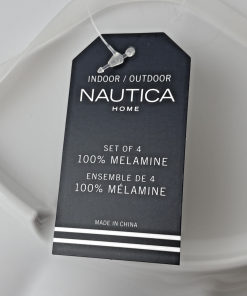 INDOOR / OUTDOOR
NAUTICA
HOME
SET OF 4
100% MELAMINE
ENSEMBLE DE 4
100% MÉLAMINE
MADE IN CHINA